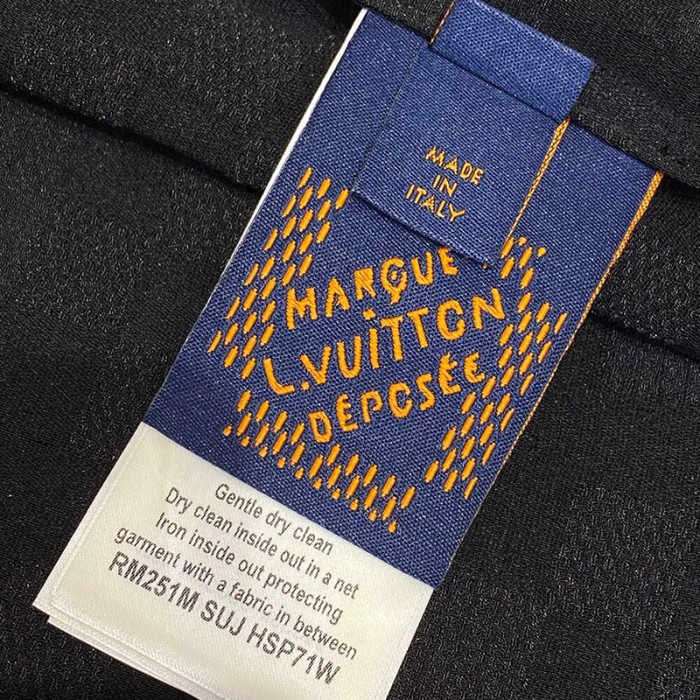 MADE
IN
ITALY
MARQUE
L.VUITTON
DÉPOSÉE
Gentle dry clean
Dry clean inside out in a net
Iron inside out protecting
garment with a fabric in between
RM251M SUJ HSP71W